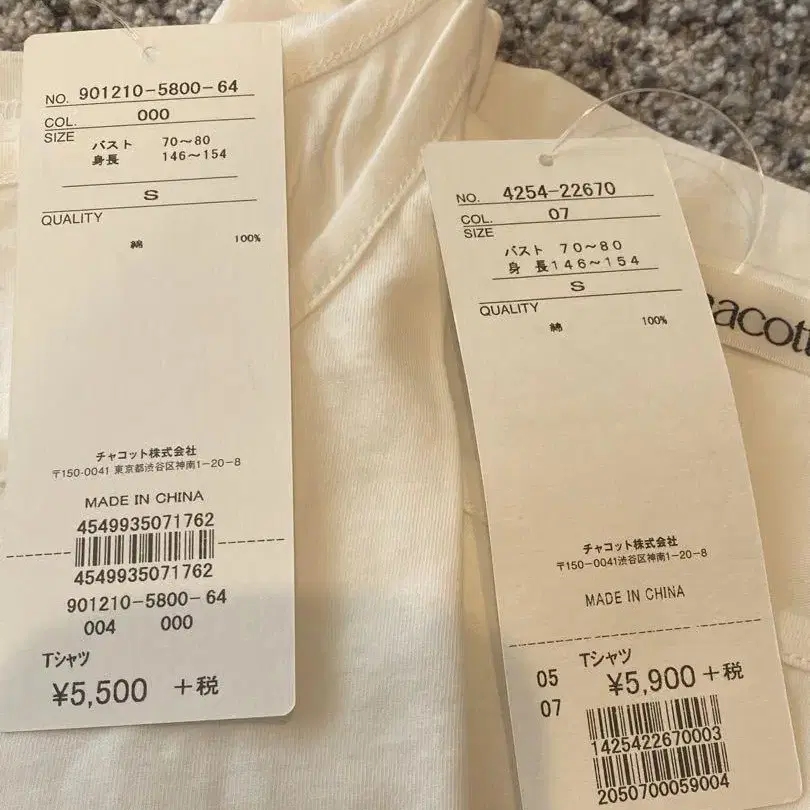 NO. 901210-5800-64
COL. 000
SIZE
バスト 70〜80
身長 146〜154
S
QUALITY
綿 100%
チャコット株式会社
〒150-0041 東京都渋谷区神南1-20-8
MADE IN CHINA
4549935071762
4549935071762
901210-5800-64
004 000
Tシャツ
¥5,500 +税
NO. 4254-22670
COL. 07
SIZE
バスト 70〜80
身 長146〜154
S
QUALITY
綿 100%
チャコット株式会社
〒150-0041渋谷区神南1-20-8
MADE IN CHINA
05 Tシャツ
07 ¥5,900 +税
1425422670003
2050700059004
acott